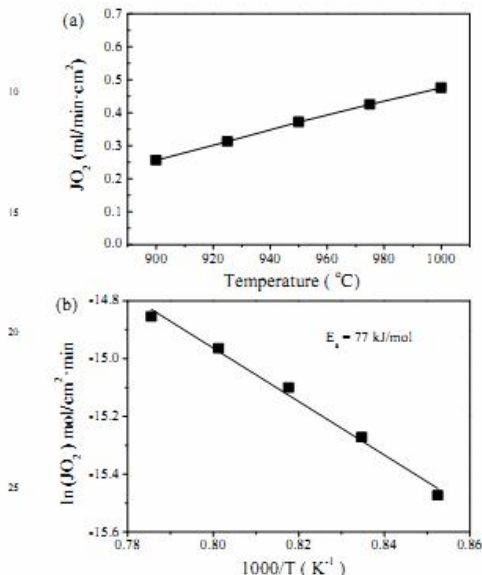 (a)
0.7
0.6
0.5
0.4
0.3
0.2
0.1
0.0
JO₂ (ml/min·cm²)
900 920 940 960 980 1000
Temperature ( °C)
10
15
(b)
-14.8
-15.0
-15.2
-15.4
-15.6
ln (JO₂) mol/cm²·min
Eₐ = 77 kJ/mol
0.78 0.80 0.82 0.84 0.86
1000/T ( K⁻¹)
20
25